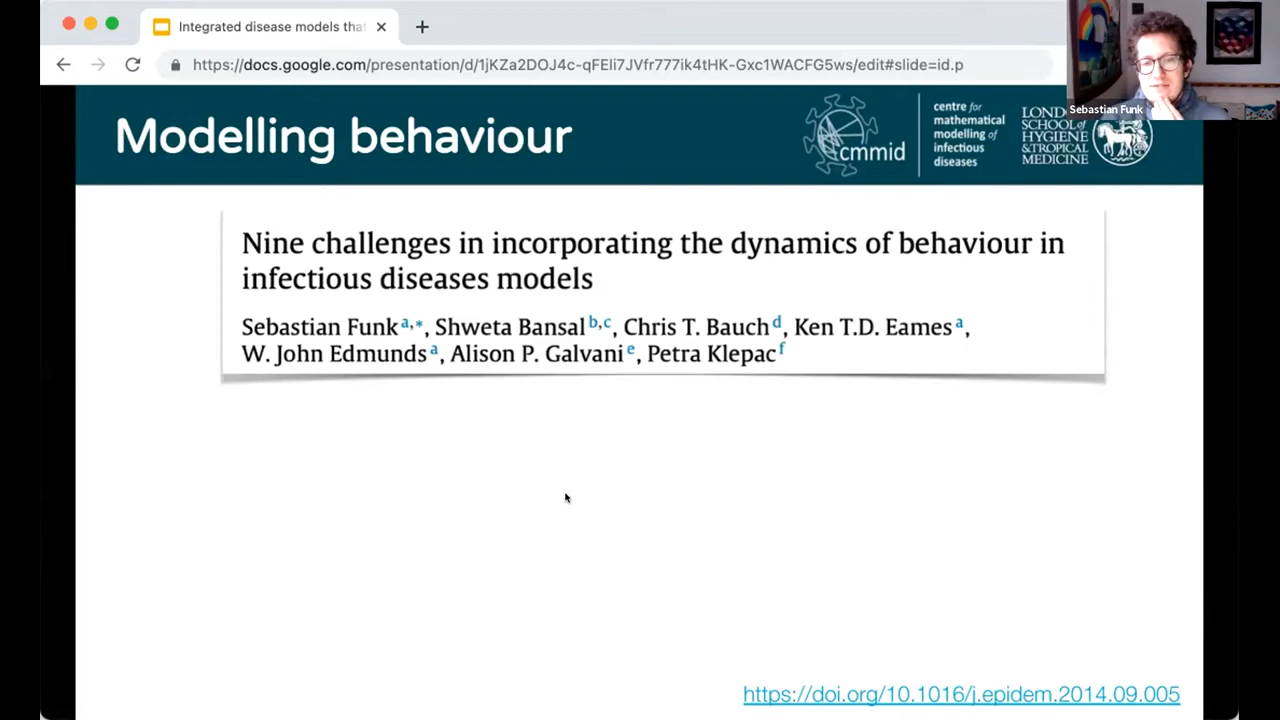 Integrated disease models that
https://docs.google.com/presentation/d/1jKZa2DOJ4c-qFEli7JVfr777ik4tHK-Gxc1WACFG5ws/edit#slide=id.p
Sebastian Funk
Modelling behaviour
cmmid
centre for
mathematical
modelling of
infectious
diseases
LOND
SCHOOL of
HYGIENE
& TROPICAL
MEDICINE
Nine challenges in incorporating the dynamics of behaviour in
infectious diseases models
Sebastian Funk a,*, Shweta Bansal b,c, Chris T. Bauch d, Ken T.D. Eames a,
W. John Edmunds a, Alison P. Galvani e, Petra Klepac f
https://doi.org/10.1016/j.epidem.2014.09.005